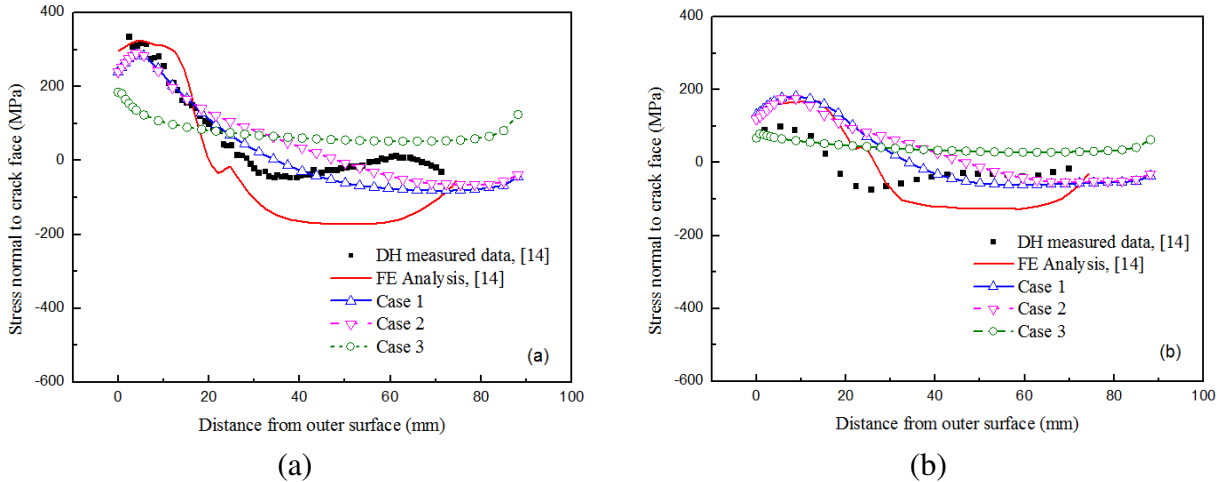 400
200
0
-200
-400
-600
Stress normal to crack face (MPa)
DH measured data, [14]
FE Analysis, [14]
Case 1
Case 2
Case 3
(a)
0 20 40 60 80 100
Distance from outer surface (mm)
(a)
400
200
0
-200
-400
-600
Stress normal to crack face (MPa)
DH measured data, [14]
FE Analysis, [14]
Case 1
Case 2
Case 3
(b)
0 20 40 60 80 100
Distance from outer surface (mm)
(b)